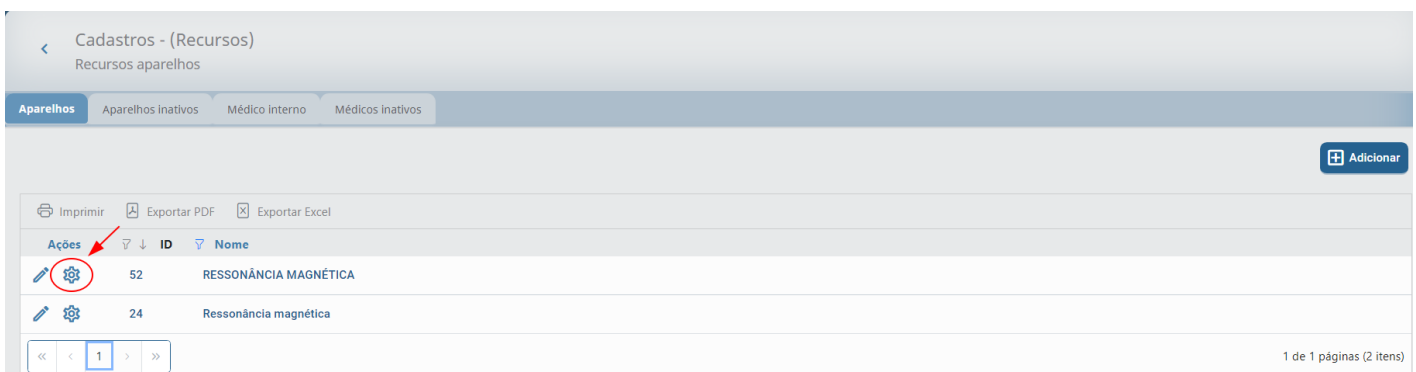 Cadastros - (Recursos)
Recursos aparelhos
Aparelhos Aparelhos inativos Médico interno Médicos inativos
Adicionar
Imprimir Exportar PDF Exportar Excel
Ações ID Nome
52 RESSONÂNCIA MAGNÉTICA
24 Ressonância magnética
1 1 de 1 páginas (2 itens)